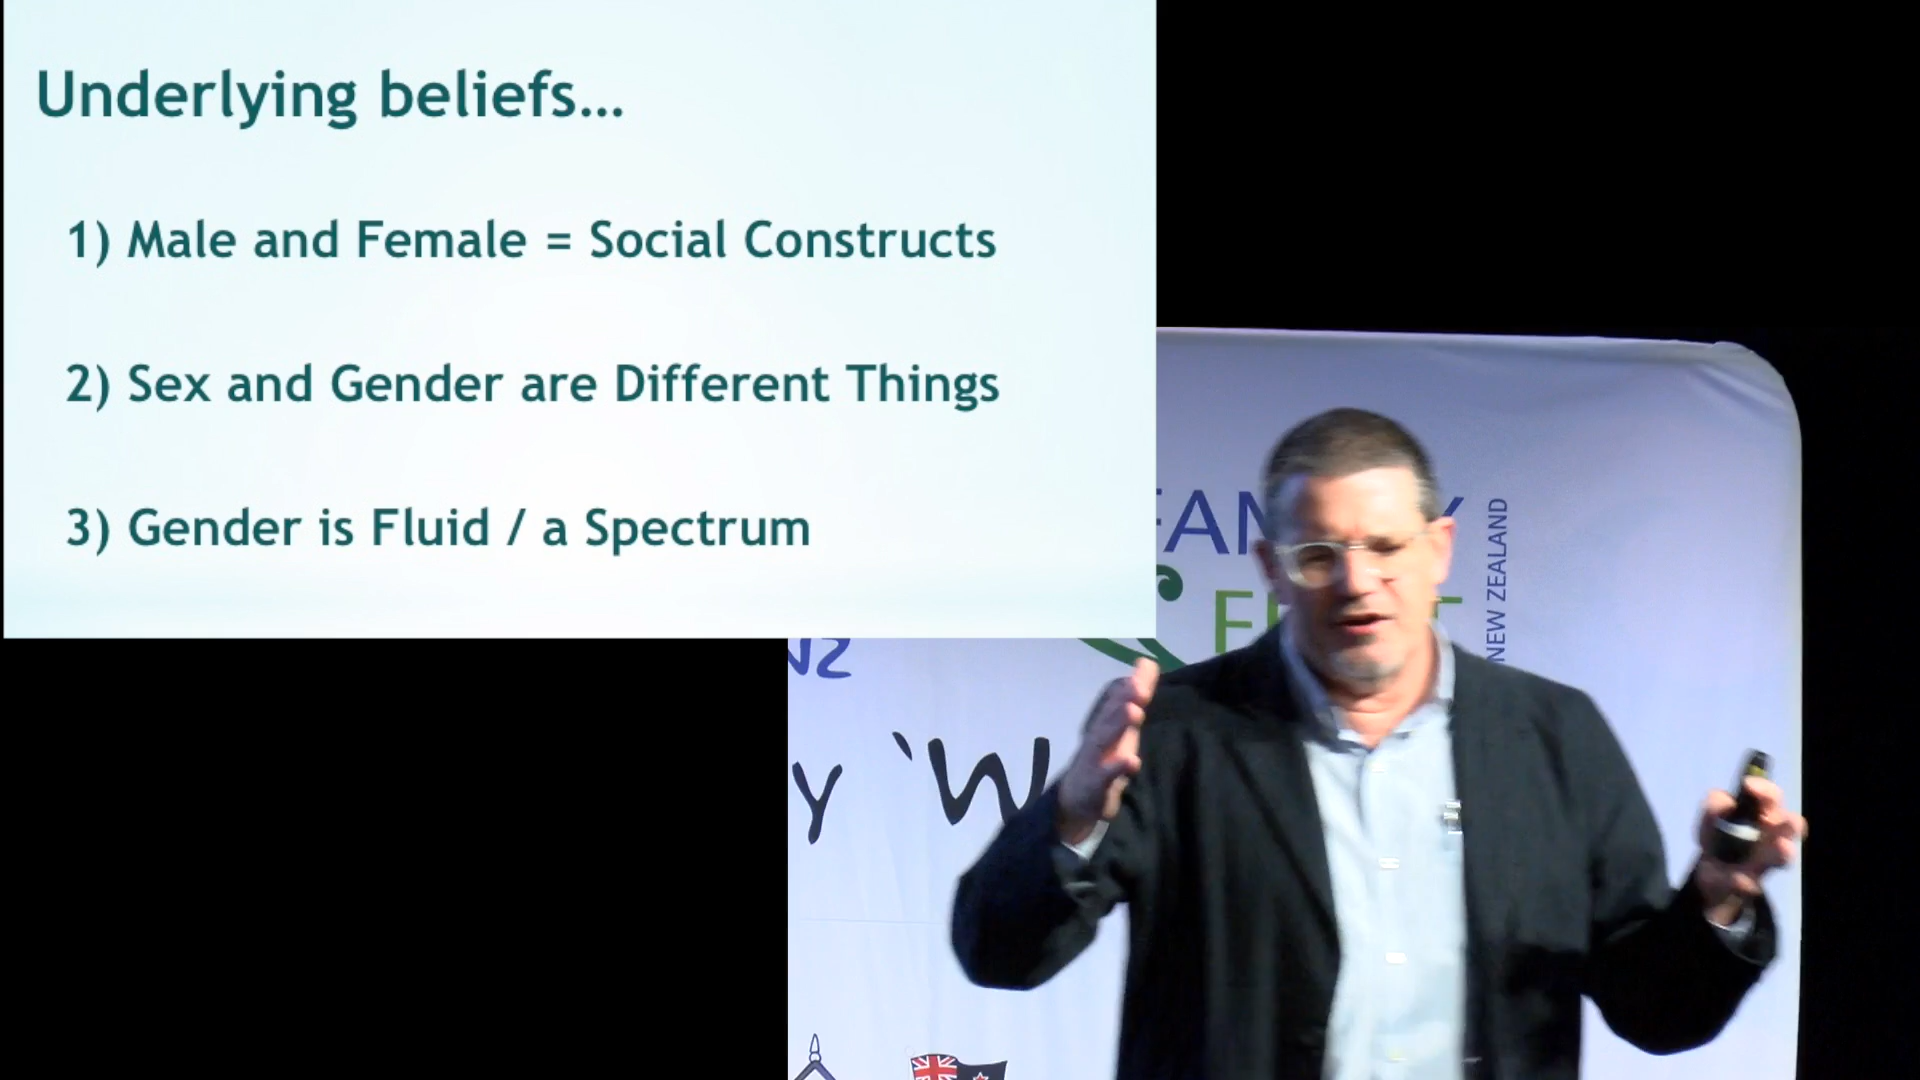 Underlying beliefs...
1) Male and Female = Social Constructs
2) Sex and Gender are Different Things
3) Gender is Fluid / a Spectrum
NEW ZEALAND
NZ